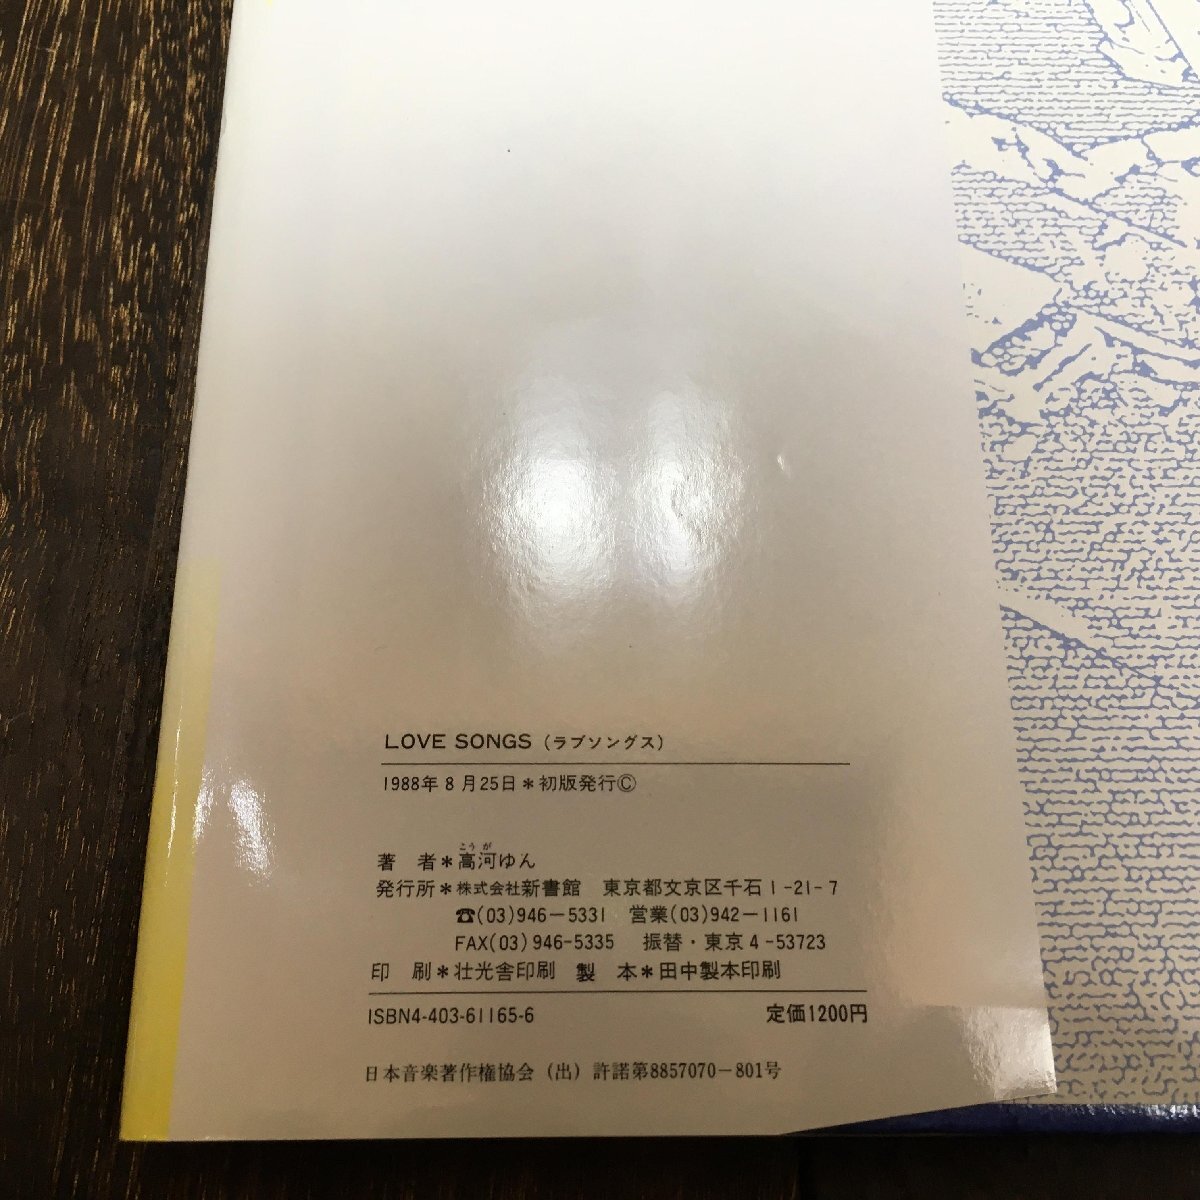 LOVE SONGS (ラブソングス)
1988年8月25日*初版発行©
こうが
著 者*高河ゆん
発行所*株式会社新書館 東京都文京区千石1-21-7
☎(03)946-5331 営業(03)942-1161
FAX(03)946-5335 振替・東京4-53723
印 刷*壮光舎印刷 製 本*田中製本印刷
ISBN4-403-61165-6 定価1200円
日本音楽著作権協会(出)許諾第8857070-801号